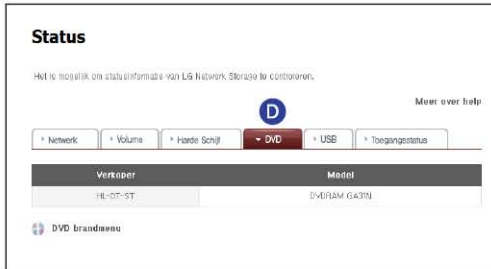 Status
Het is mogelijk om statusinformatie van LG Network Storage te controleren.
D
Meer over help
Netwerk Volume Harde Schijf DVD USB Toegangsstatus
Verkoper Model
HL-DT-ST DVDRAM GA31N
DVD brandmenu